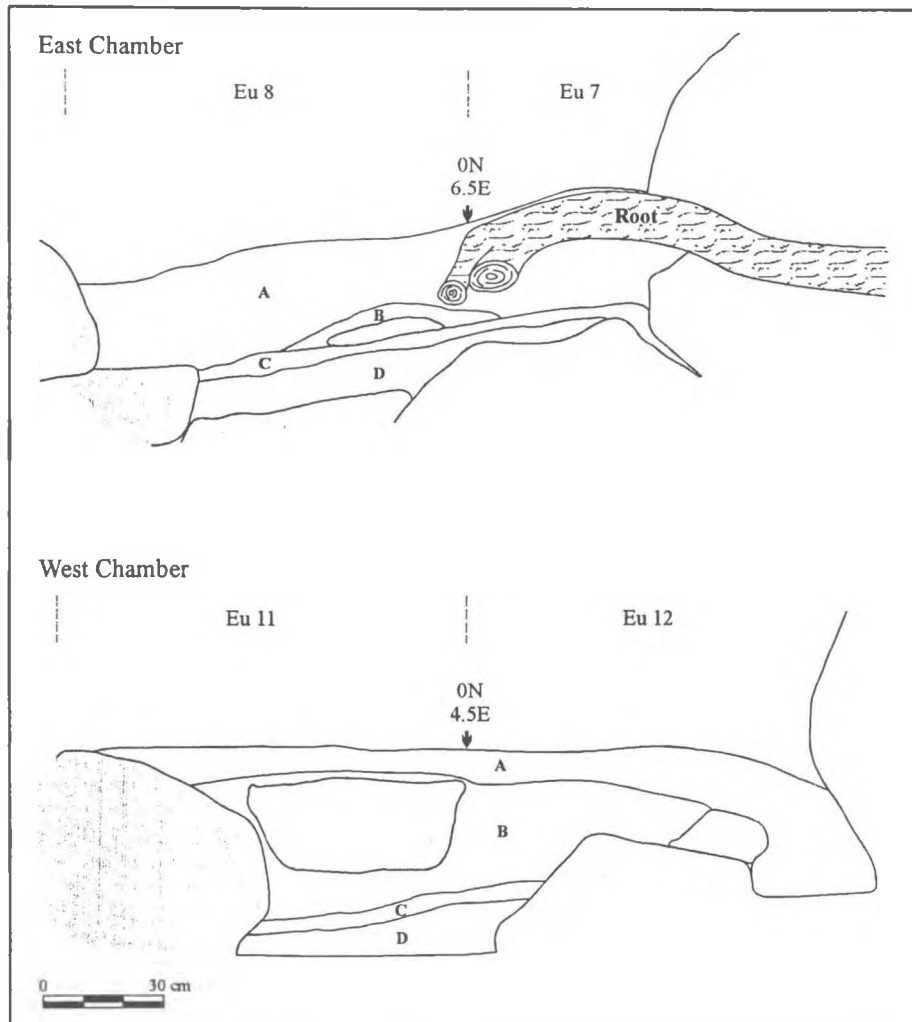 East Chamber
Eu 8
Eu 7
0N
6.5E
Root
A
B
C
D
West Chamber
Eu 11
Eu 12
0N
4.5E
A
B
C
D
0 30 cm